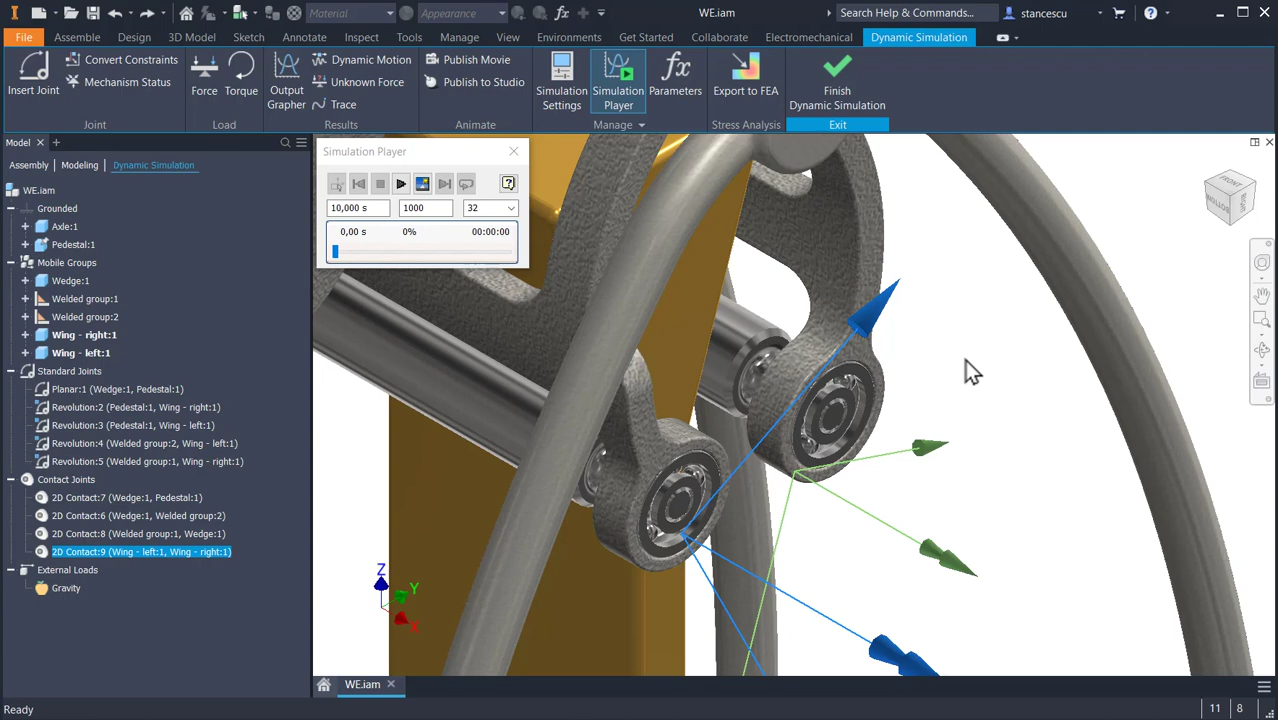 Material
Appearance
WE.iam
Search Help & Commands...
stancescu
File
Assembly
Design
3D Model
Sketch
Annotate
Inspect
Tools
Manage
View
Environments
Get Started
Collaborate
Electromechanical
Dynamic Simulation
Insert Joint
Convert Constraints
Mechanism Status
Joint
Force
Torque
Load
Output
Grapher
Dynamic Motion
Unknown Force
Trace
Results
Publish Movie
Publish to Studio
Animate
Simulation
Settings
Simulation
Player
Parameters
Manage
Export to FEA
Stress Analysis
Finish
Dynamic Simulation
Exit
Model
Assembly
Modeling
Dynamic Simulation
WE.iam
Grounded
Axle:1
Pedestal:1
Mobile Groups
Wedge:1
Welded group:1
Welded group:2
Wing - right:1
Wing - left:1
Standard Joints
Planar:1 (Wedge:1, Pedestal:1)
Revolution:2 (Pedestal:1, Wing - right:1)
Revolution:3 (Pedestal:1, Wing - left:1)
Revolution:4 (Welded group:2, Wing - left:1)
Revolution:5 (Welded group:1, Wing - right:1)
Contact Joints
2D Contact:7 (Wedge:1, Pedestal:1)
2D Contact:6 (Wedge:1, Welded group:2)
2D Contact:8 (Welded group:1, Wedge:1)
2D Contact:9 (Wing - left:1, Wing - right:1)
External Loads
Gravity
Simulation Player
10,000 s
1000
32
0,00 s
0%
00:00:00
FRONT
RIGHT
BOTTOM
Z
Y
X
WE.iam
Ready
11
8